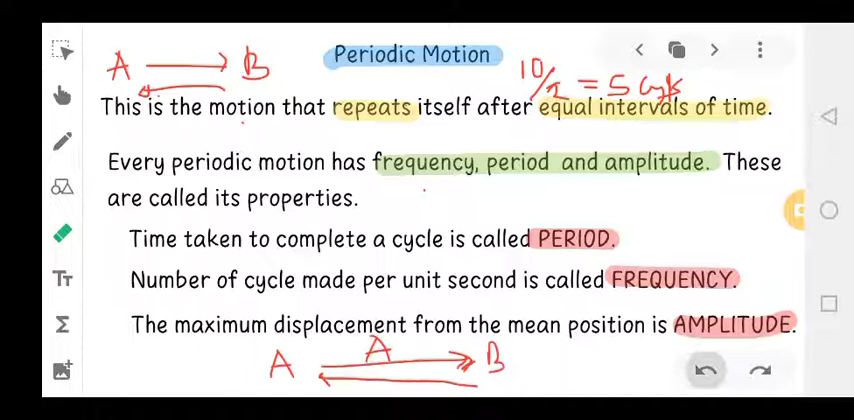 Periodic Motion
A B
10/2 = 5 cycls
This is the motion that repeats itself after equal intervals of time.
Every periodic motion has frequency, period and amplitude. These
are called its properties.
Time taken to complete a cycle is called PERIOD.
Number of cycle made per unit second is called FREQUENCY.
The maximum displacement from the mean position is AMPLITUDE.
A A B
TT
Σ